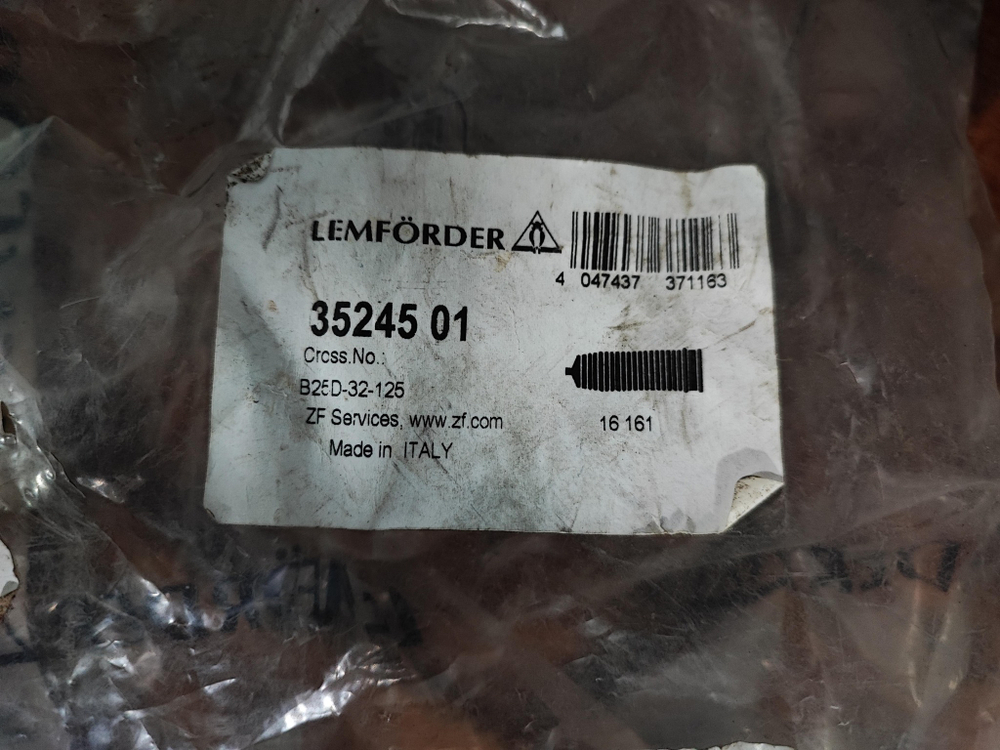 LEMFÖRDER
4 047437 371163
35245 01
Cross.No.:
B25D-32-125
ZF Services, www.zf.com
16 161
Made in ITALY